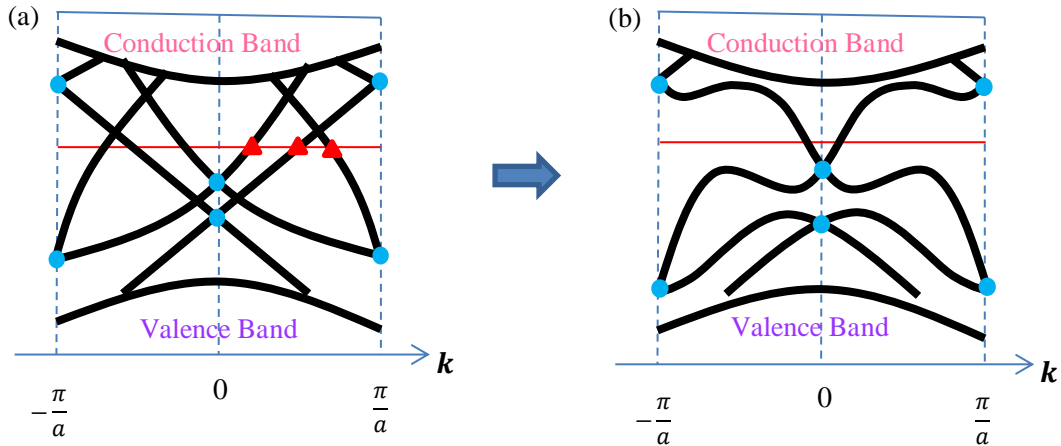 (a)
Conduction Band
Valence Band
k
−π/a
0
π/a
(b)
Conduction Band
Valence Band
k
−π/a
0
π/a